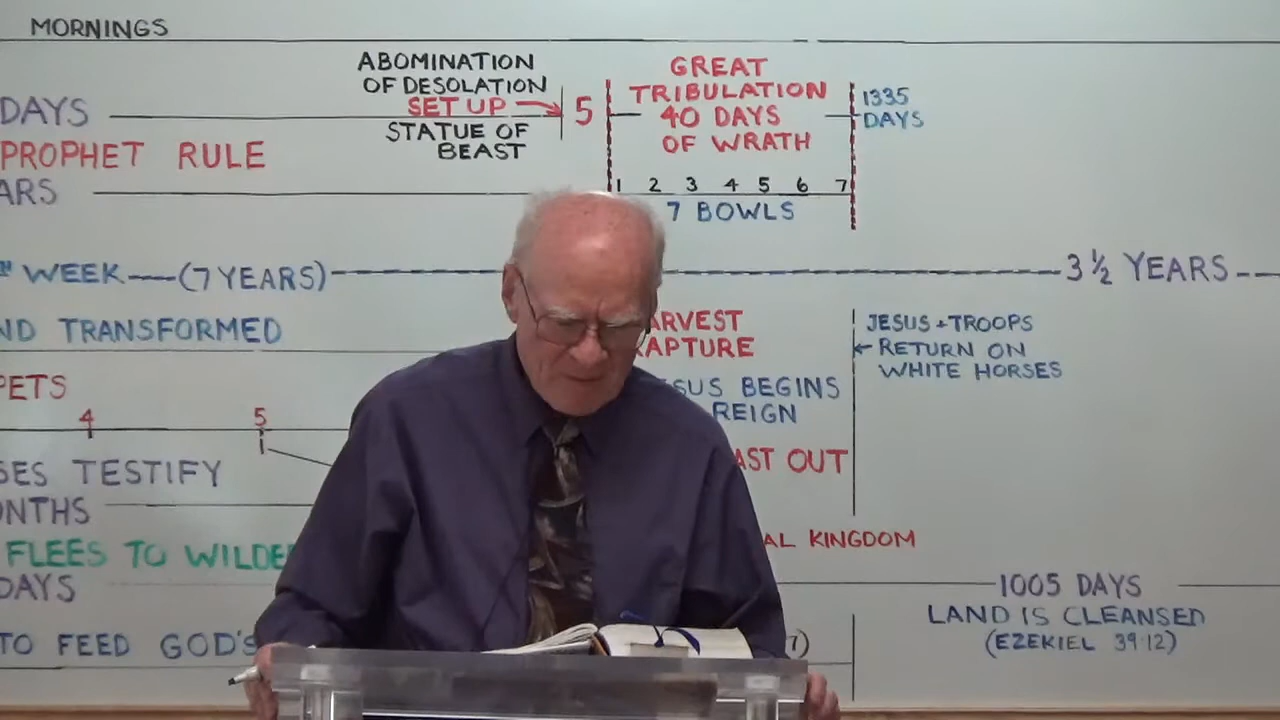 MORNINGS
DAYS
ABOMINATION
OF DESOLATION
SET UP
STATUE OF
BEAST
5
GREAT
TRIBULATION
40 DAYS
OF WRATH
1335
DAYS
PROPHET RULE
ARS
1 2 3 4 5 6 7
7 BOWLS
WEEK (7 YEARS)
3 ½ YEARS
ND TRANSFORMED
ARVEST
APTURE
JESUS + TROOPS
RETURN ON
WHITE HORSES
PETS
4 5
SUS BEGINS
REIGN
SES TESTIFY
AST OUT
ONTHS
FLEES TO WILDE
AL KINGDOM
DAYS
1005 DAYS
LAND IS CLEANSED
(EZEKIEL 39:12)
TO FEED GOD'S
7)